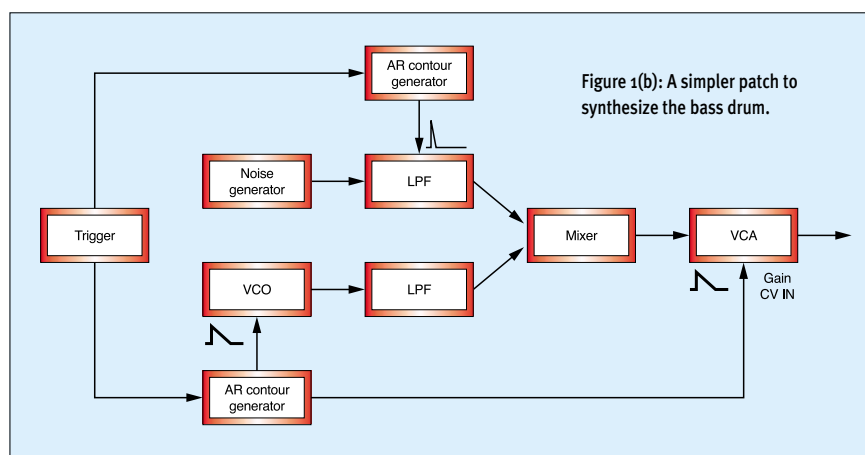 AR contour
generator
Figure 1(b): A simpler patch to
synthesize the bass drum.
Noise
generator
LPF
Trigger
Mixer
VCA
VCO
LPF
Gain
CV IN
AR contour
generator